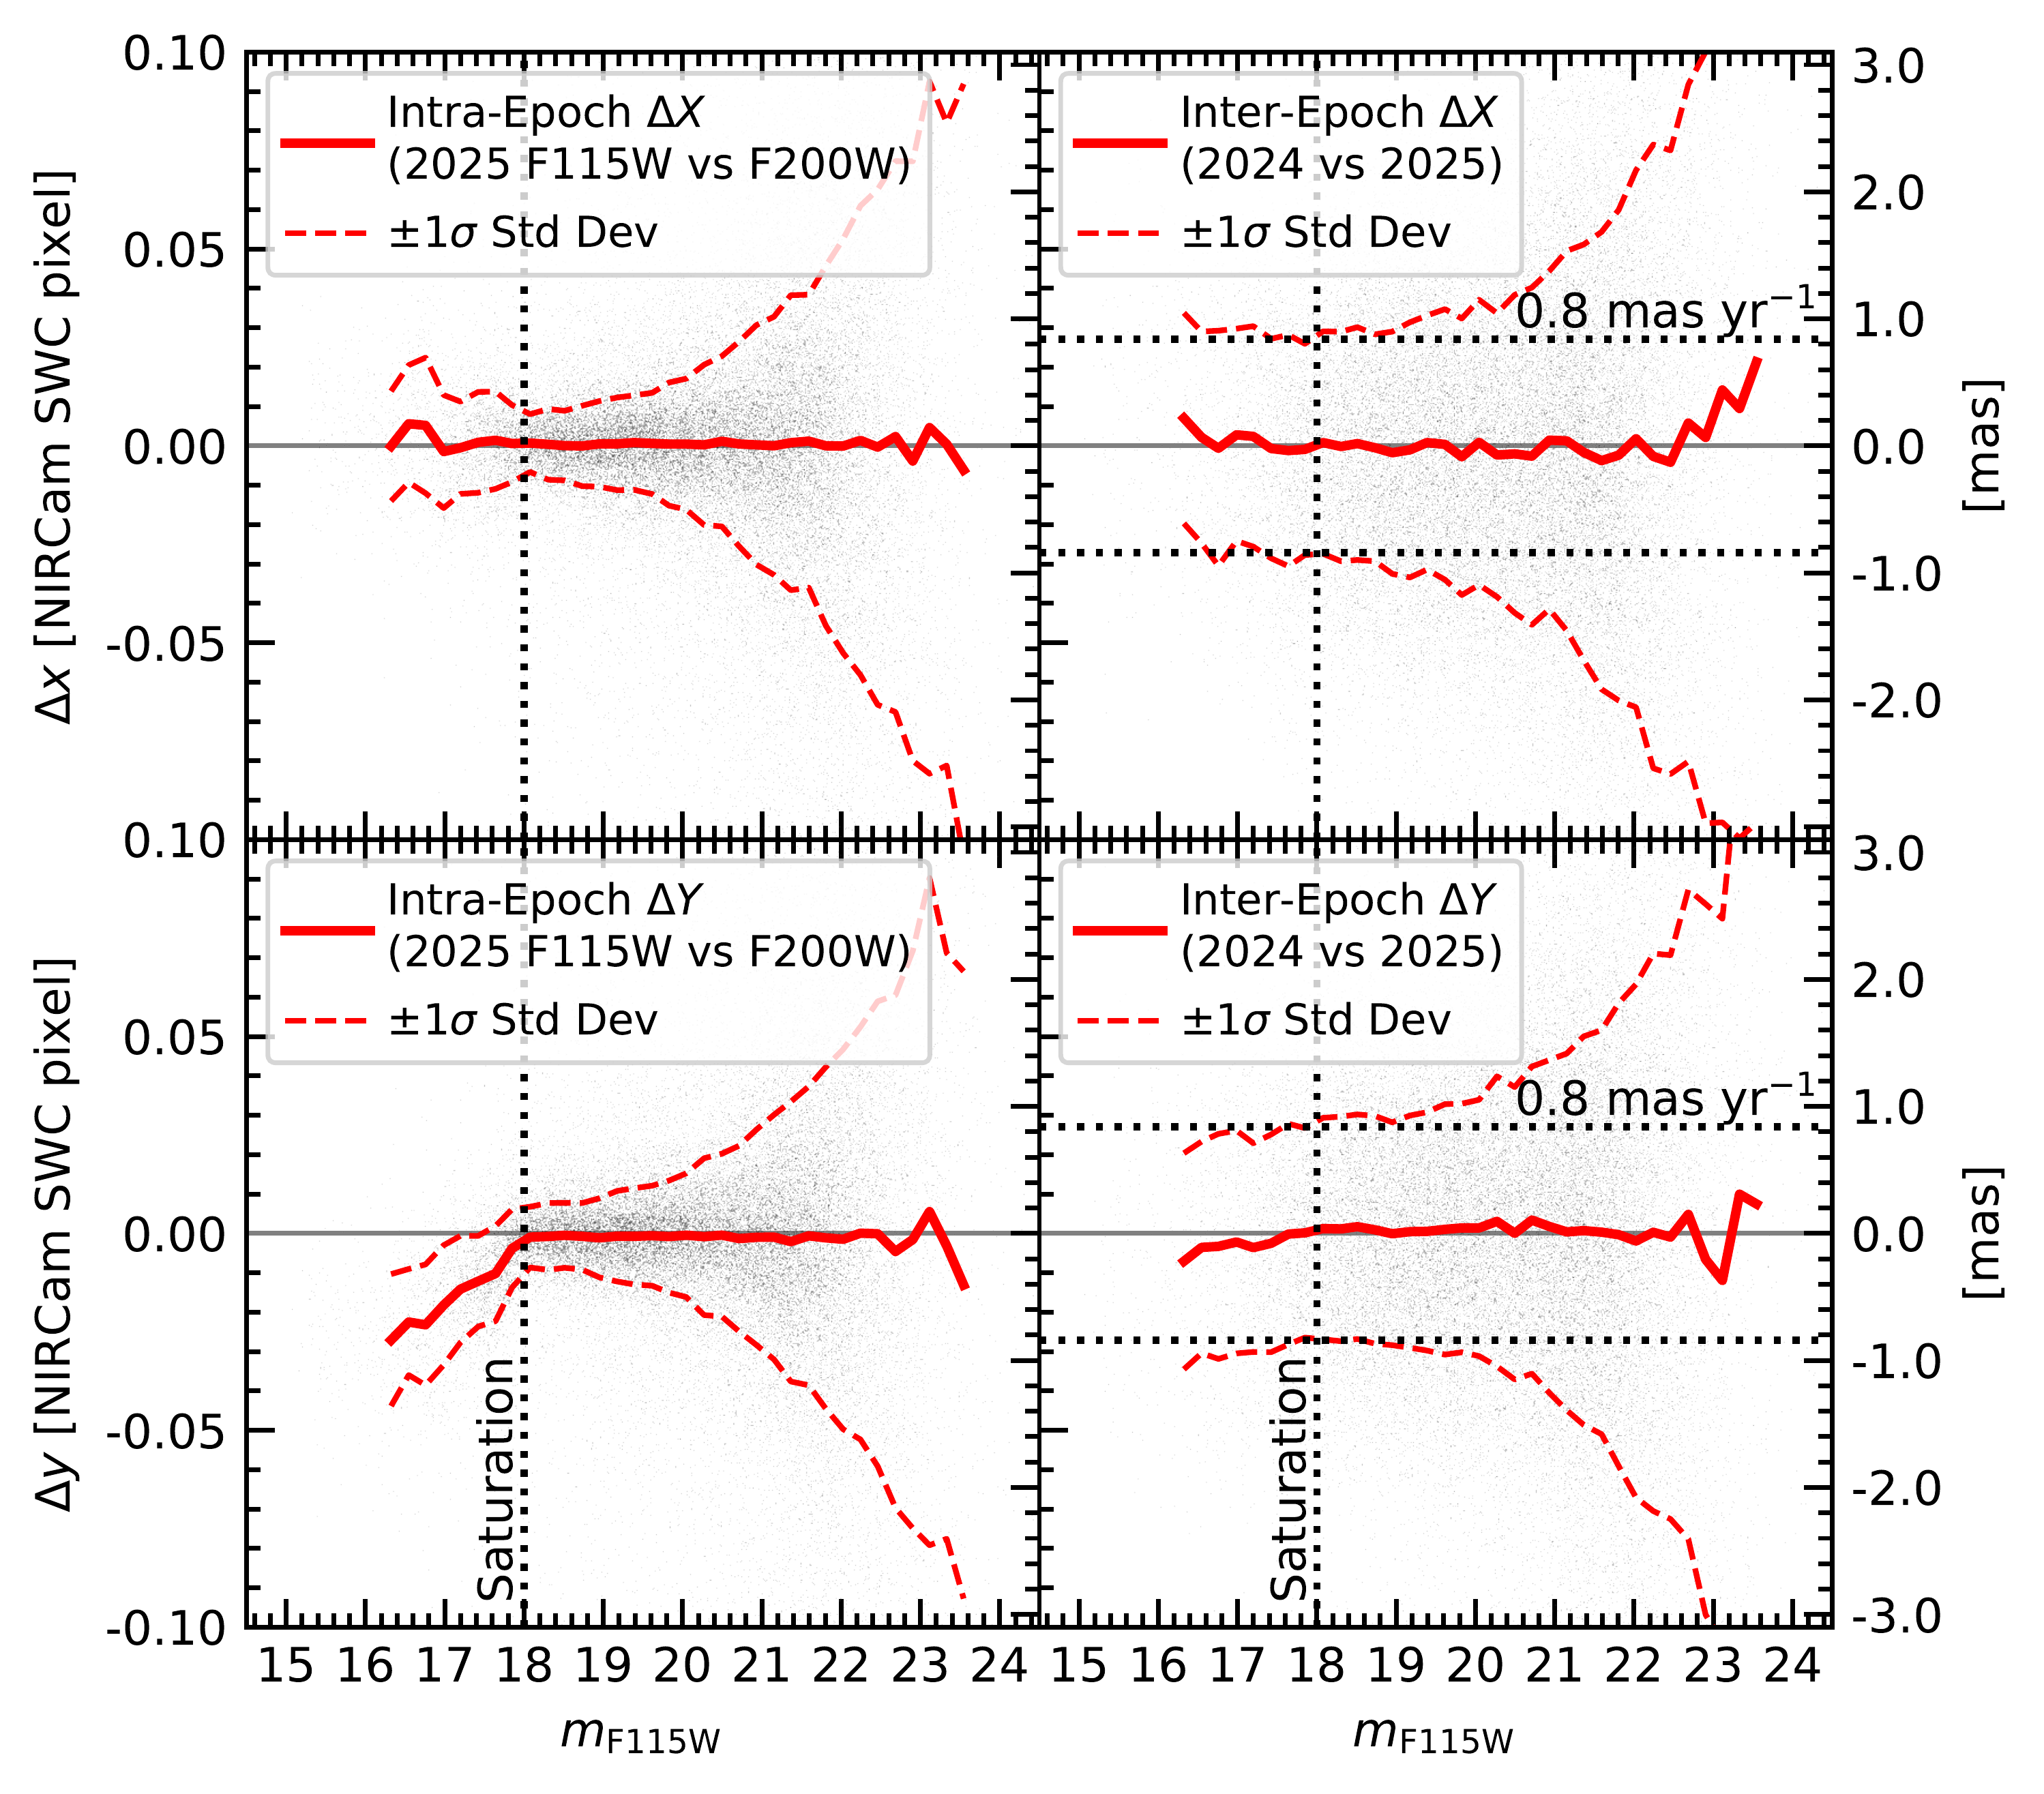 0.10
0.05
0.00
-0.05
Δx [NIRCam SWC pixel]
Intra-Epoch ΔX
(2025 F115W vs F200W)
±1σ Std Dev
Inter-Epoch ΔX
(2024 vs 2025)
±1σ Std Dev
0.8 mas yr⁻¹
3.0
2.0
1.0
0.0
-1.0
-2.0
[mas]
0.10
0.05
0.00
-0.05
-0.10
Δy [NIRCam SWC pixel]
Intra-Epoch ΔY
(2025 F115W vs F200W)
±1σ Std Dev
Saturation
Inter-Epoch ΔY
(2024 vs 2025)
±1σ Std Dev
0.8 mas yr⁻¹
Saturation
3.0
2.0
1.0
0.0
-1.0
-2.0
-3.0
[mas]
15 16 17 18 19 20 21 22 23 24
15 16 17 18 19 20 21 22 23 24
m_F115W
m_F115W